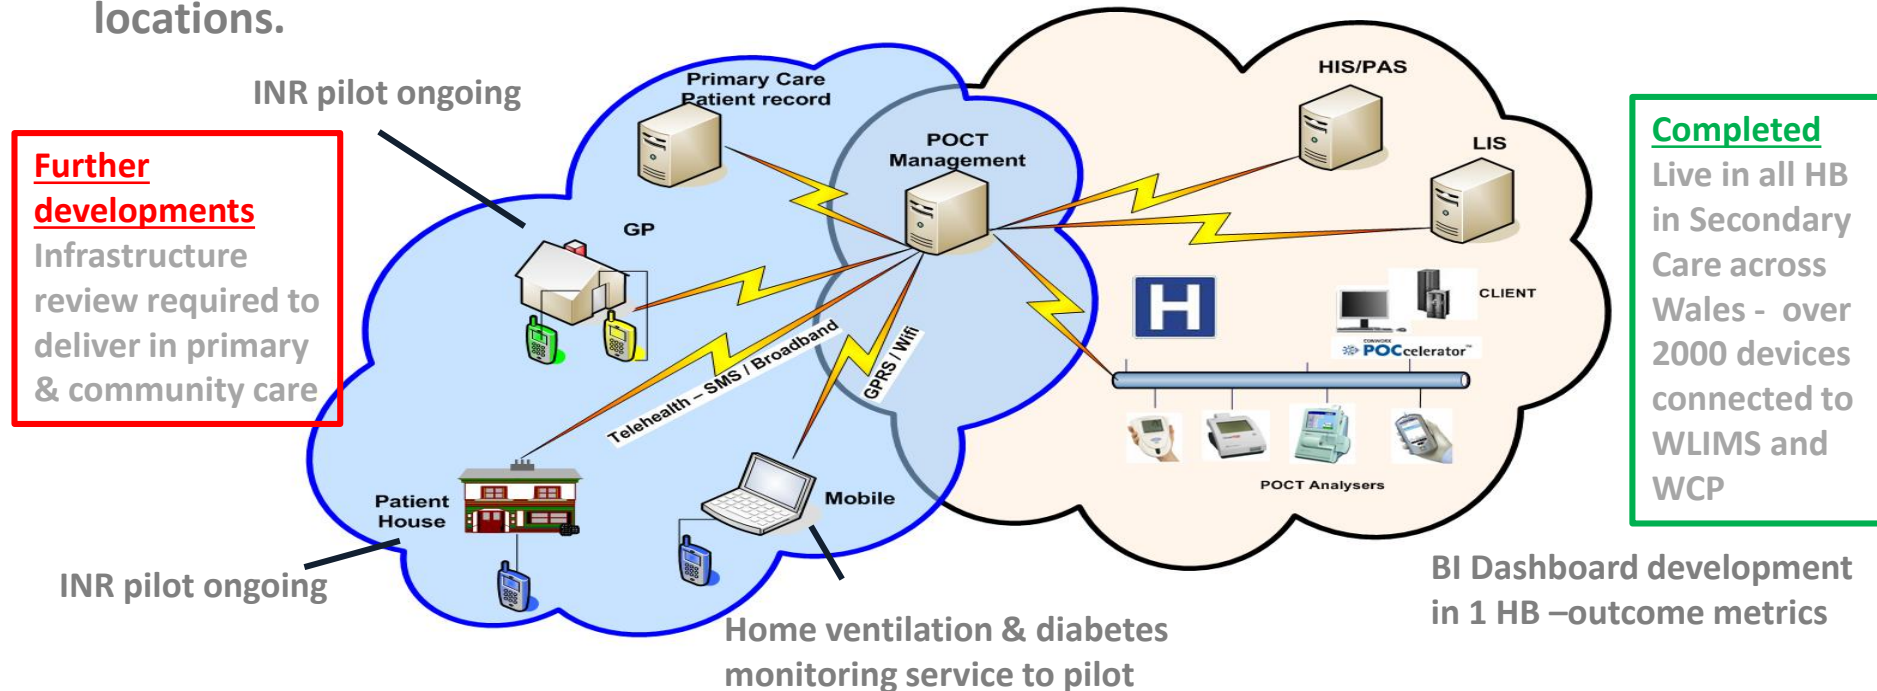 locations.
INR pilot ongoing
Further
developments
Infrastructure
review required to
deliver in primary
& community care
Primary Care
Patient record
POCT
Management
HIS/PAS
LIS
GP
H
CLIENT
CONWORX
POCcelerator™
Telehealth – SMS / Broadband
GPRS / Wifi
POCT Analysers
Patient
House
Mobile
INR pilot ongoing
Home ventilation & diabetes
monitoring service to pilot
Completed
Live in all HB
in Secondary
Care across
Wales -  over
2000 devices
connected to
WLIMS and
WCP
BI Dashboard development
in 1 HB –outcome metrics